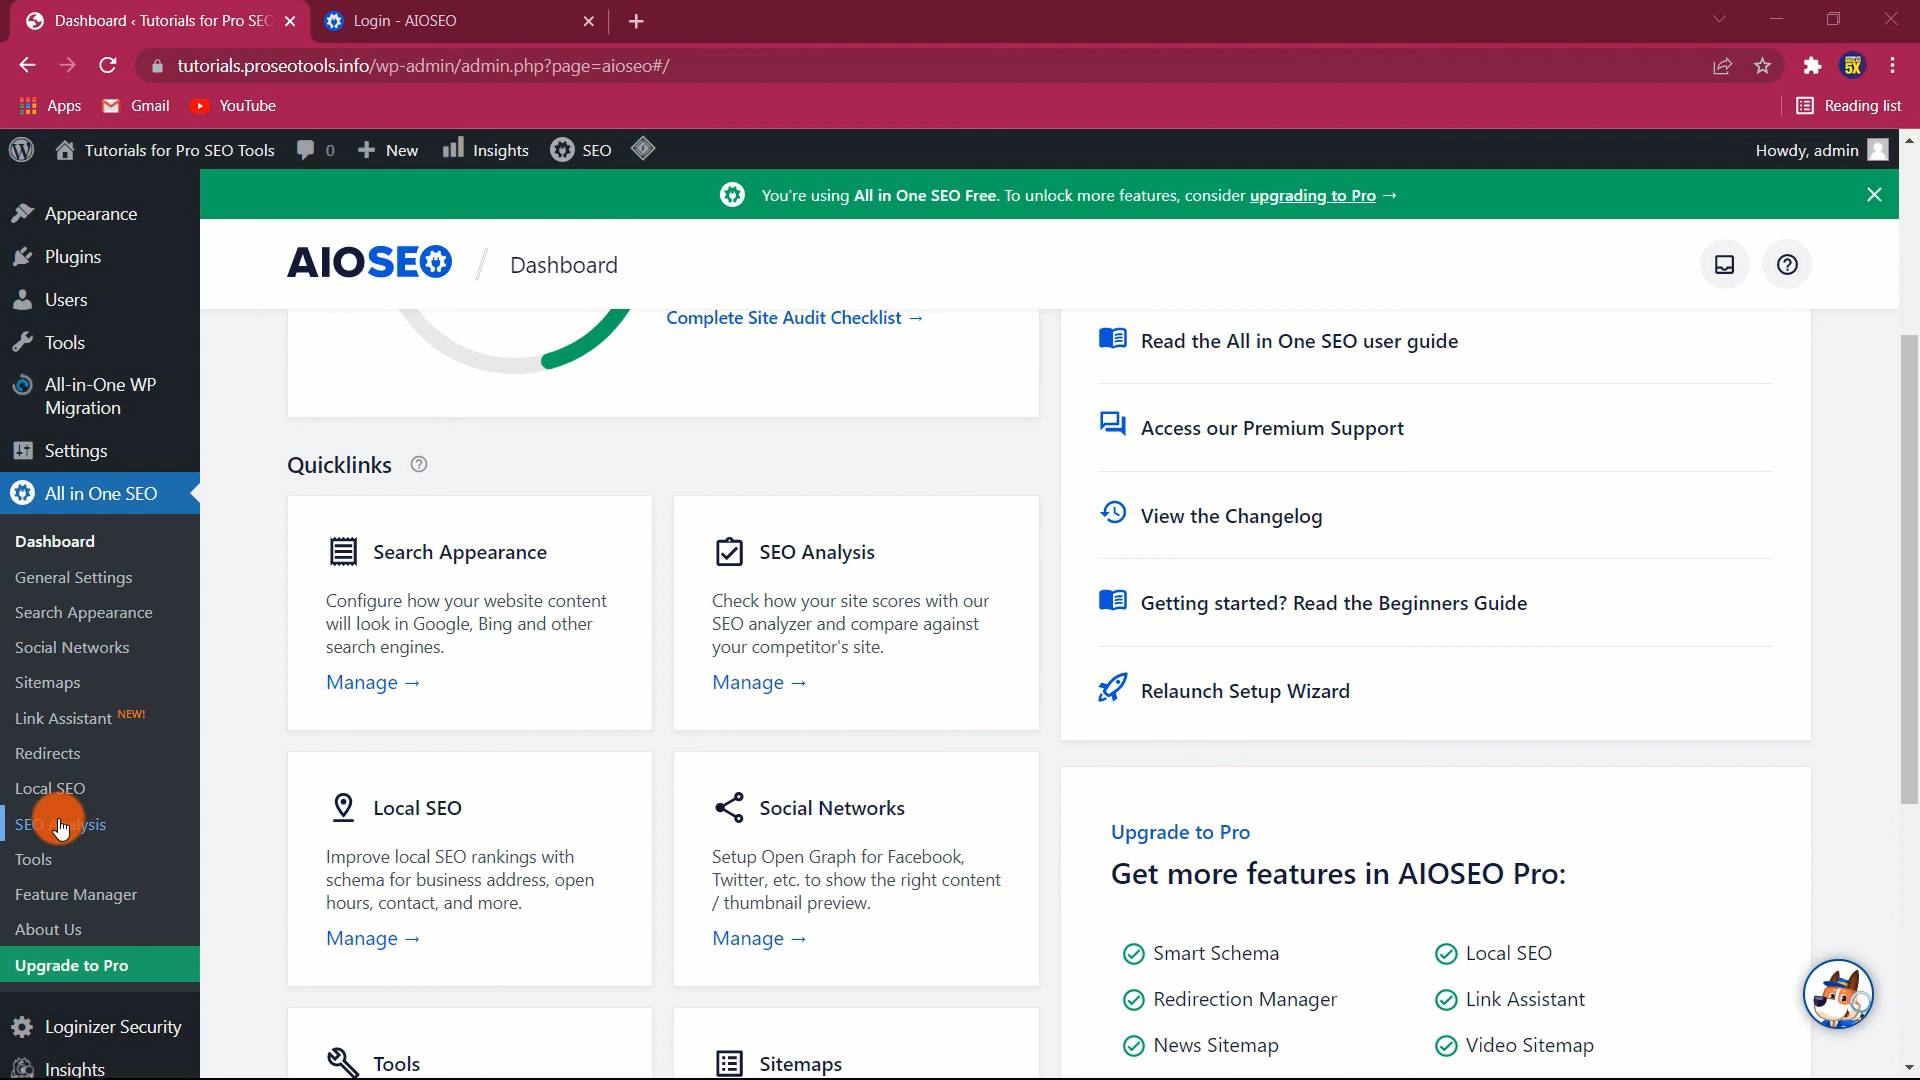 Dashboard ‹ Tutorials for Pro SEO
Login - AIOSEO
tutorials.proseotools.info/wp-admin/admin.php?page=aioseo#/
5X
Apps
Gmail
YouTube
Reading list
Tutorials for Pro SEO Tools
0
New
Insights
SEO
Howdy, admin
Appearance
Plugins
Users
Tools
All-in-One WP
Migration
Settings
All in One SEO
Dashboard
General Settings
Search Appearance
Social Networks
Sitemaps
Link Assistant NEW!
Redirects
Local SEO
SEO Analysis
Tools
Feature Manager
About Us
Upgrade to Pro
Loginizer Security
Insights
You're using All in One SEO Free. To unlock more features, consider upgrading to Pro →
AIOSEO / Dashboard
Complete Site Audit Checklist →
Quicklinks
Search Appearance
Configure how your website content
will look in Google, Bing and other
search engines.
Manage →
SEO Analysis
Check how your site scores with our
SEO analyzer and compare against
your competitor's site.
Manage →
Local SEO
Improve local SEO rankings with
schema for business address, open
hours, contact, and more.
Manage →
Social Networks
Setup Open Graph for Facebook,
Twitter, etc. to show the right content
/ thumbnail preview.
Manage →
Tools
Sitemaps
Read the All in One SEO user guide
Access our Premium Support
View the Changelog
Getting started? Read the Beginners Guide
Relaunch Setup Wizard
Upgrade to Pro
Get more features in AIOSEO Pro:
Smart Schema
Local SEO
Redirection Manager
Link Assistant
News Sitemap
Video Sitemap